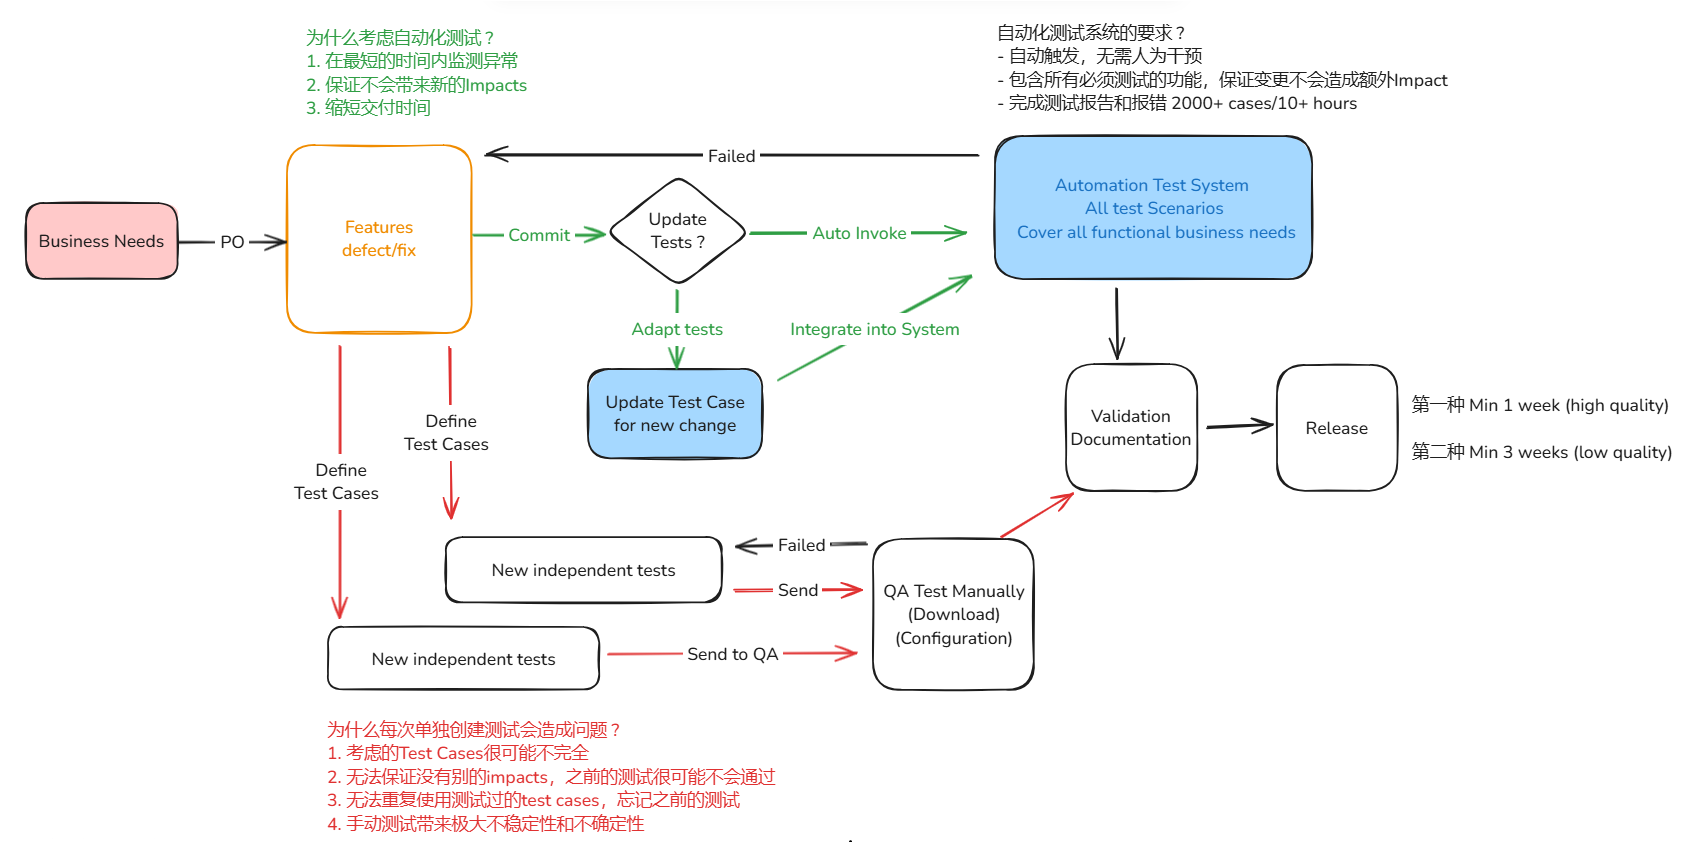 为什么考虑自动化测试？
1. 在最短的时间内监测异常
2. 保证不会带来新的Impacts
3. 缩短交付时间
自动化测试系统的要求？
- 自动触发，无需人为干预
- 包含所有必须测试的功能，保证变更不会造成额外Impact
- 完成测试报告和报错 2000+ cases/10+ hours
Failed
Business Needs
PO
Features
defect/fix
Commit
Update
Tests ?
Auto Invoke
Automation Test System
All test Scenarios
Cover all functional business needs
Adapt tests
Integrate into System
Update Test Case
for new change
Define
Test Cases
Define
Test Cases
Validation
Documentation
Release
第一种 Min 1 week (high quality)
第二种 Min 3 weeks (low quality)
New independent tests
Failed
Send
QA Test Manually
(Download)
(Configuration)
New independent tests
Send to QA
为什么每次单独创建测试会造成问题？
1. 考虑的Test Cases很可能不完全
2. 无法保证没有别的impacts，之前的测试很可能不会通过
3. 无法重复使用测试过的test cases，忘记之前的测试
4. 手动测试带来极大不稳定性和不确定性